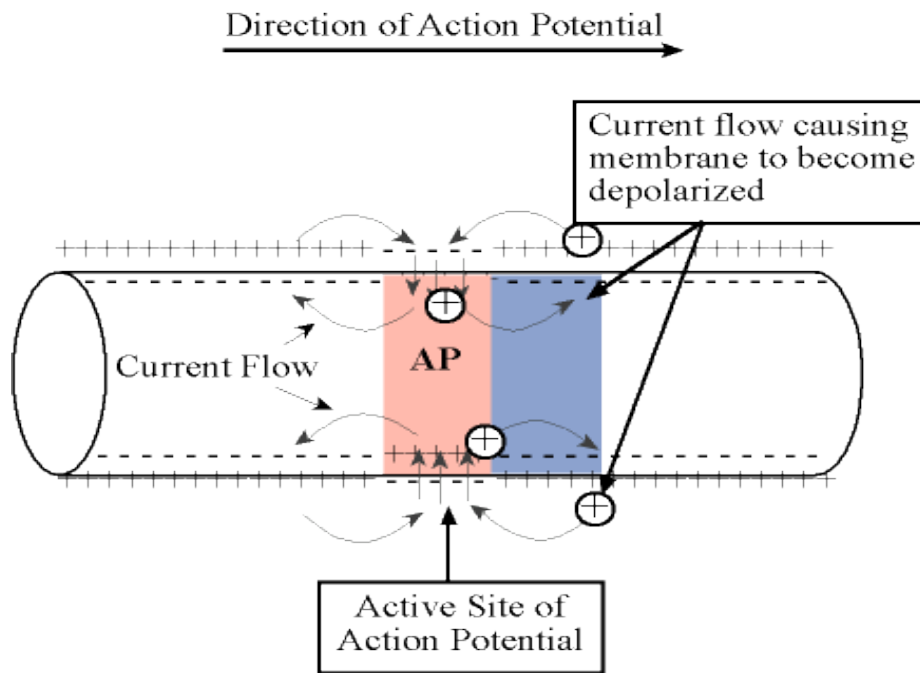 Direction of Action Potential
Current flow causing
membrane to become
depolarized
AP
Current Flow
Active Site of
Action Potential